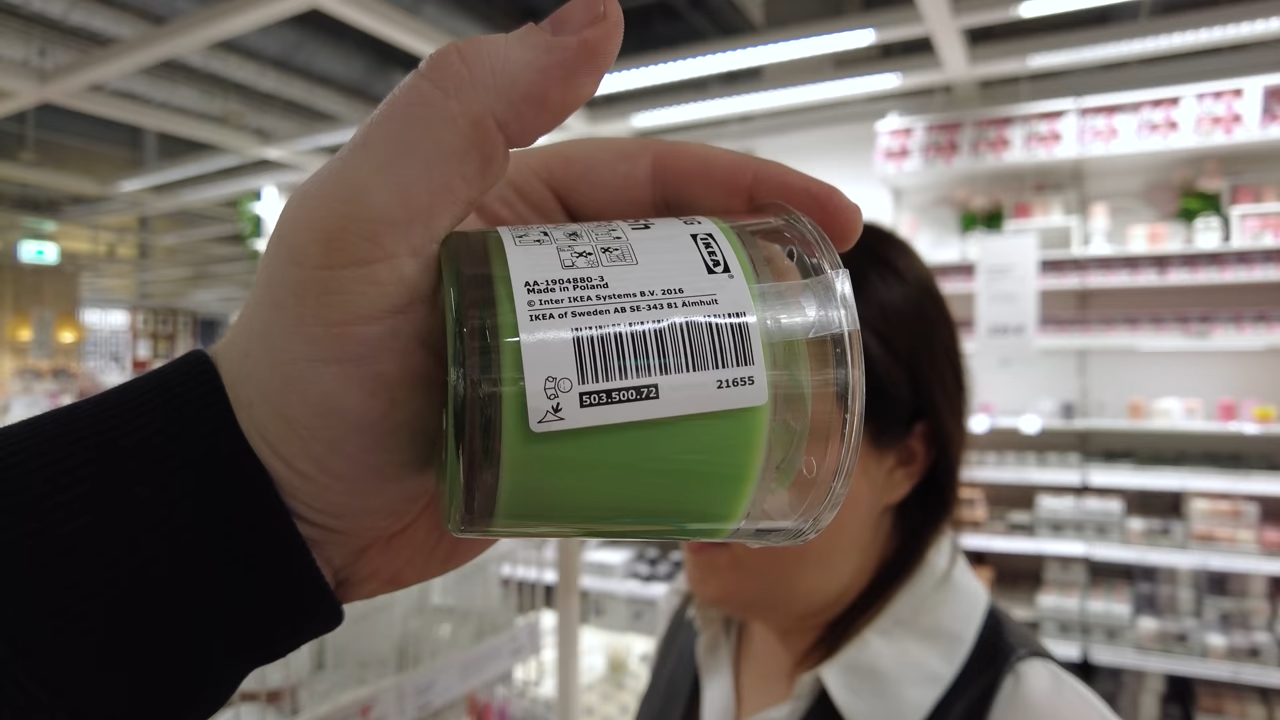 IKEA
AA-1904880-3
Made in Poland
© Inter IKEA Systems B.V. 2016
IKEA of Sweden AB SE-343 81 Älmhult
21655
503.500.72